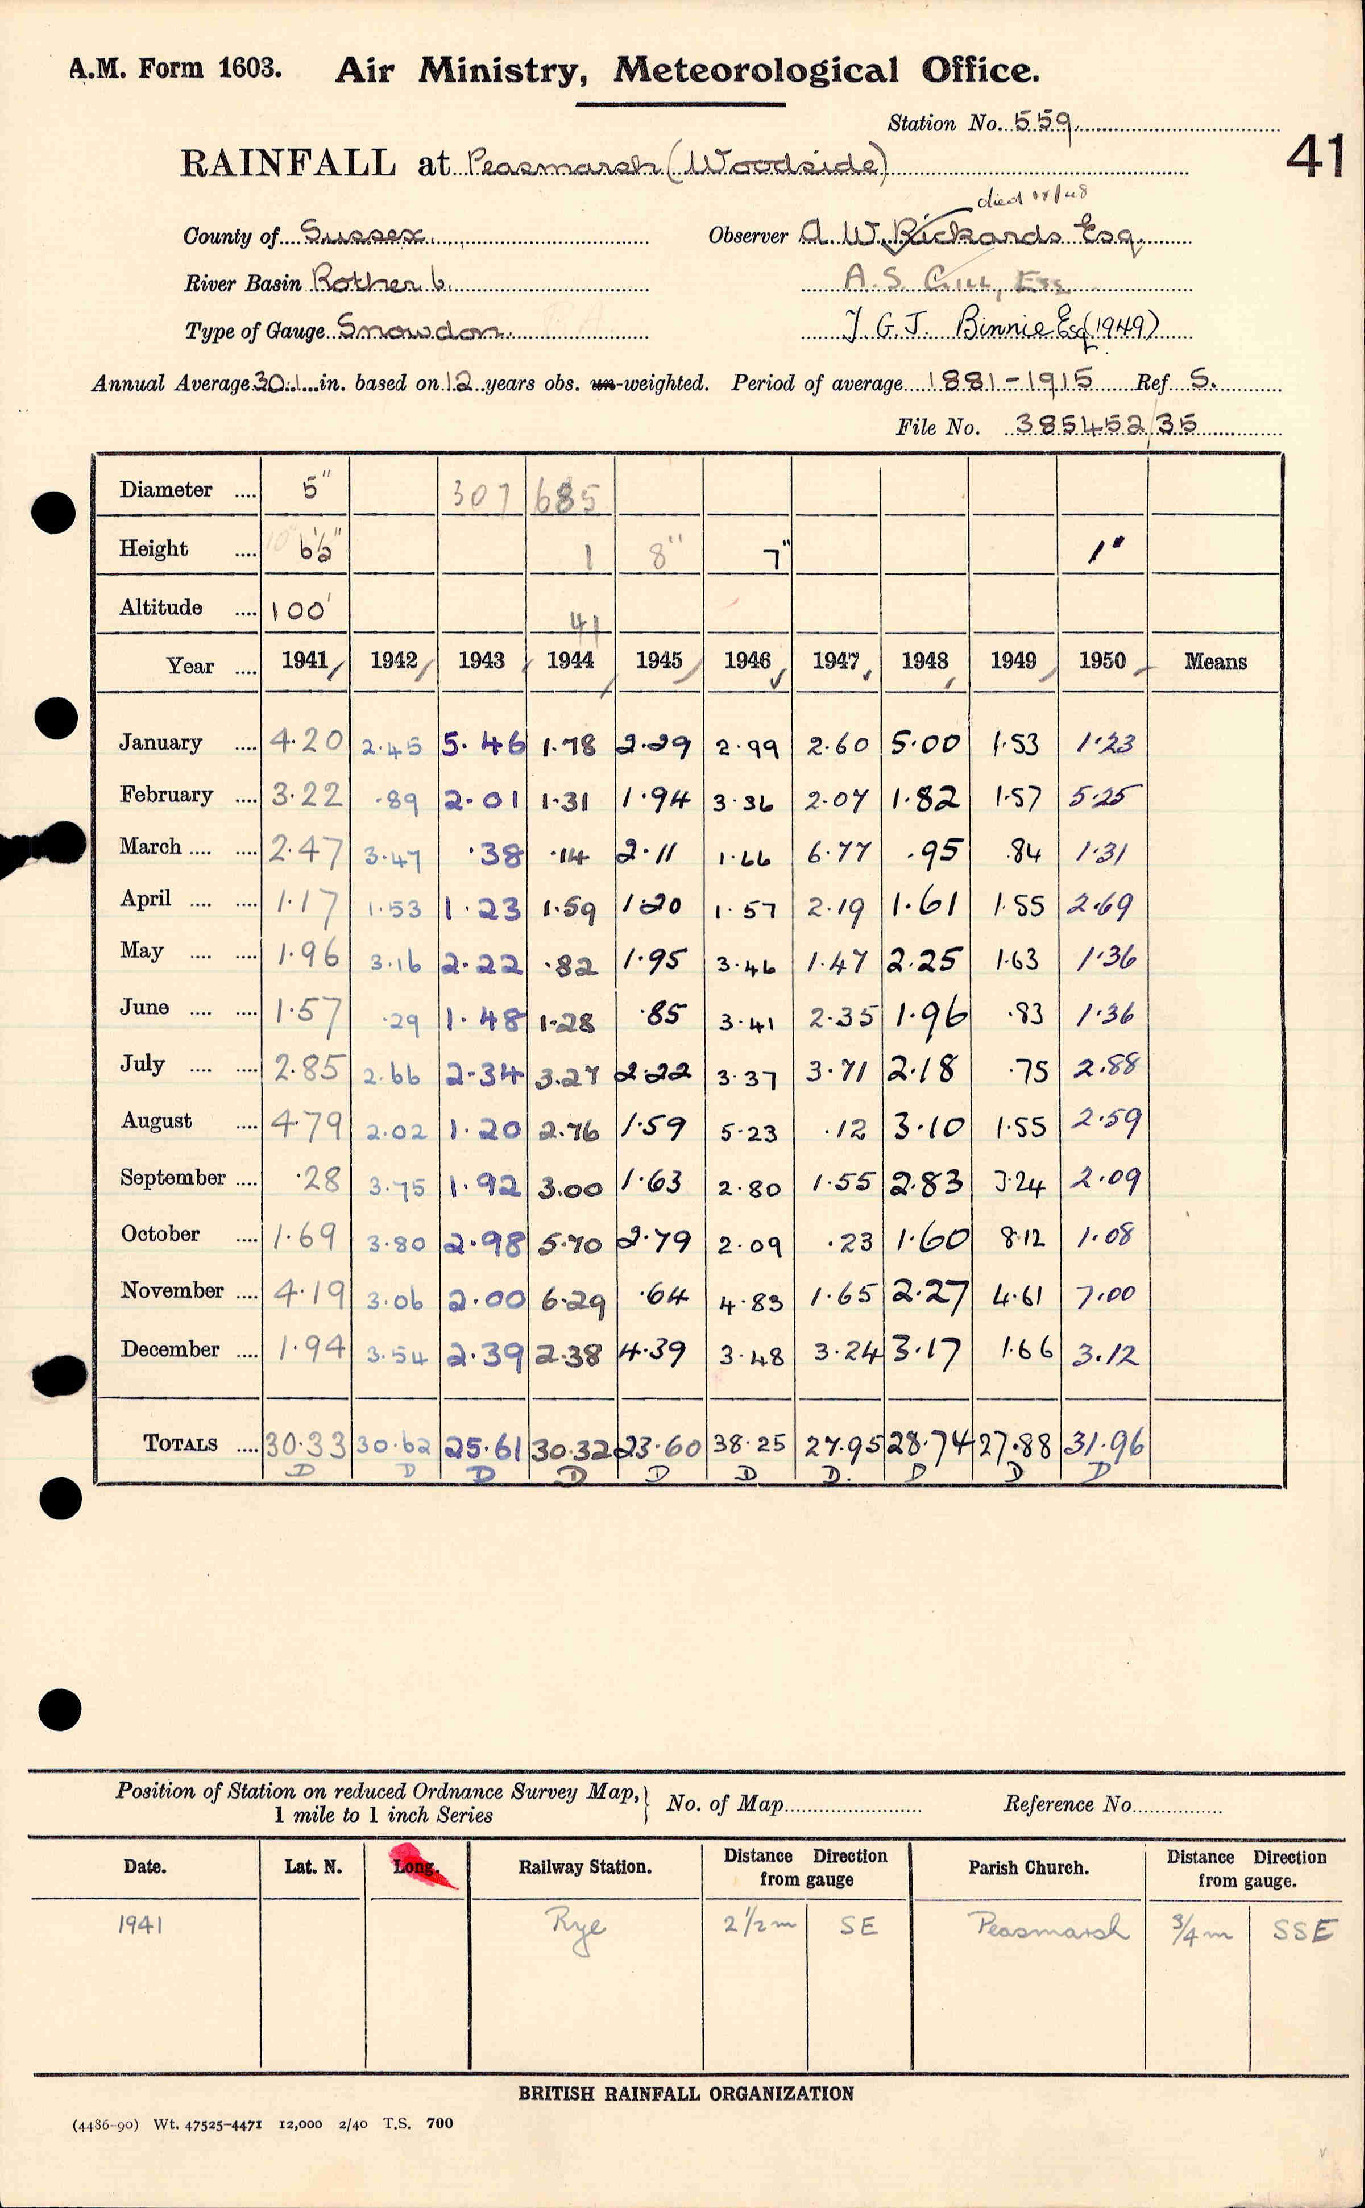 A.M. Form 1603. Air Ministry, Meteorological Office.
Station No. 559
41
RAINFALL at Peasmarsh (Woodside)
died
County of Sussex Observer A. W. Rickards Esq.
River Basin Rother 6. A. S. Gill, Esq
Type of Gauge Snowdon. T. G. J. Binnie Esq (1949)
Annual Average 30.1 in. based on 12 years obs. un-weighted. Period of average 1881-1915 Ref S.
File No. 385452/35
Diameter .... 5" 307 685
Height .... 6½" 1 8" 7" 1"
Altitude .... 100' 41
Year .... 1941 1942 1943 1944 1945 1946 1947 1948 1949 1950 Means
January .... 4.20 2.45 5.46 1.78 2.29 2.99 2.60 5.00 1.53 1.23
February .... 3.22 .89 2.01 1.31 1.94 3.36 2.07 1.82 1.57 5.25
March .... .... 2.47 3.47 .38 .14 2.11 1.66 6.77 .95 .84 1.31
April .... .... 1.17 1.53 1.23 1.59 1.20 1.57 2.19 1.61 1.55 2.69
May .... .... 1.96 3.16 2.22 .82 1.95 3.46 1.47 2.25 1.63 1.36
June .... .... 1.57 .29 1.48 1.28 .85 3.41 2.35 1.96 .83 1.36
July .... .... 2.85 2.66 2.34 3.27 2.22 3.37 3.71 2.18 .75 2.88
August .... 4.79 2.02 1.20 2.76 1.59 5.23 .12 3.10 1.55 2.59
September .... .28 3.75 1.92 3.00 1.63 2.80 1.55 2.83 3.24 2.09
October .... 1.69 3.80 2.98 5.70 2.79 2.09 .23 1.60 8.12 1.08
November .... 4.19 3.06 2.00 6.29 .64 4.83 1.65 2.27 4.61 7.00
December .... 1.94 3.54 2.39 2.38 4.39 3.48 3.24 3.17 1.66 3.12
TOTALS .... 30.33 30.62 25.61 30.32 23.60 38.25 27.95 28.74 27.88 31.96
D D D D D D D. D D D
Position of Station on reduced Ordnance Survey Map, 1 mile to 1 inch Series } No. of Map Reference No.
Date. Lat. N. Long. Railway Station. Distance Direction from gauge Parish Church. Distance Direction from gauge.
1941 Rye 2 1/2 m SE Peasmarsh 3/4 m SSE
BRITISH RAINFALL ORGANIZATION
(4486-90) Wt. 47525-4471 12,000 2/40 T.S. 700